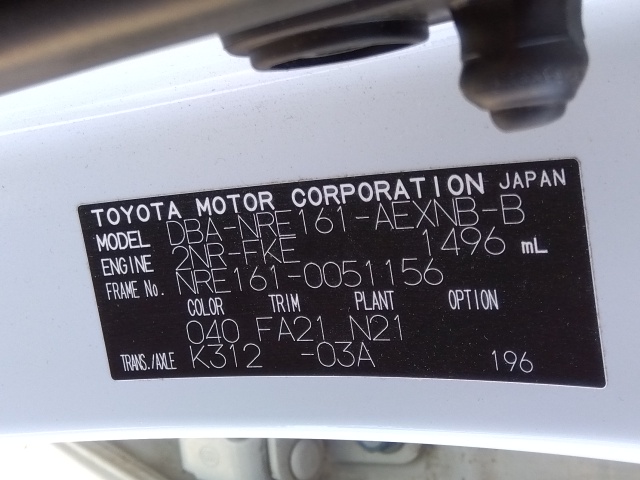 TOYOTA MOTOR CORPORATION JAPAN
MODEL DBA-NRE161-AEXNB-B
ENGINE 2NR-FKE 1496 mL
FRAME No. NRE161-0051156
COLOR TRIM PLANT OPTION
040 FA21 N21
TRANS./AXLE K312 -03A 196